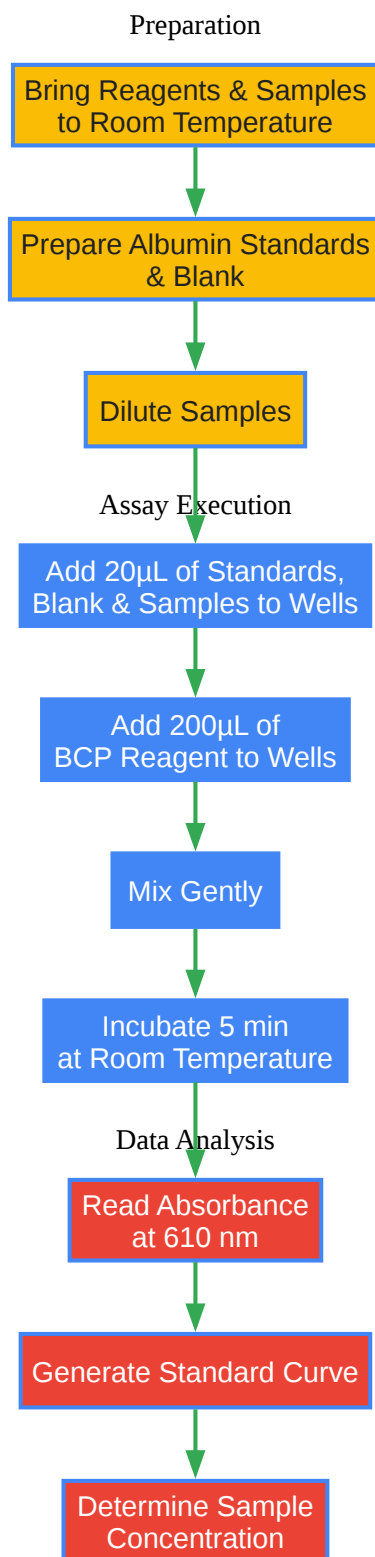 Preparation
Bring Reagents & Samples
to Room Temperature
Prepare Albumin Standards
& Blank
Dilute Samples
Assay Execution
Add 20µL of Standards,
Blank & Samples to Wells
Add 200µL of
BCP Reagent to Wells
Mix Gently
Incubate 5 min
at Room Temperature
Data Analysis
Read Absorbance
at 610 nm
Generate Standard Curve
Determine Sample
Concentration